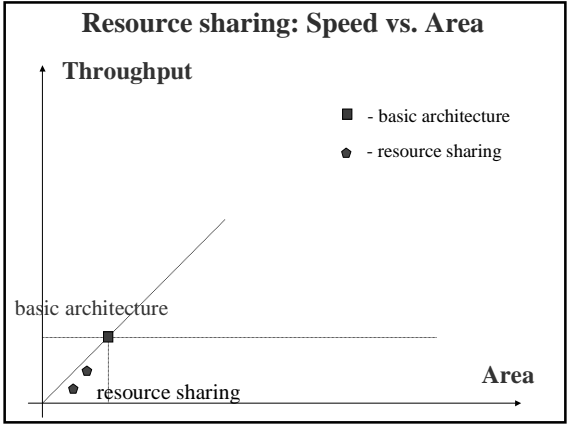 Resource sharing: Speed vs. Area
Throughput
- basic architecture
- resource sharing
basic architecture
Area
resource sharing